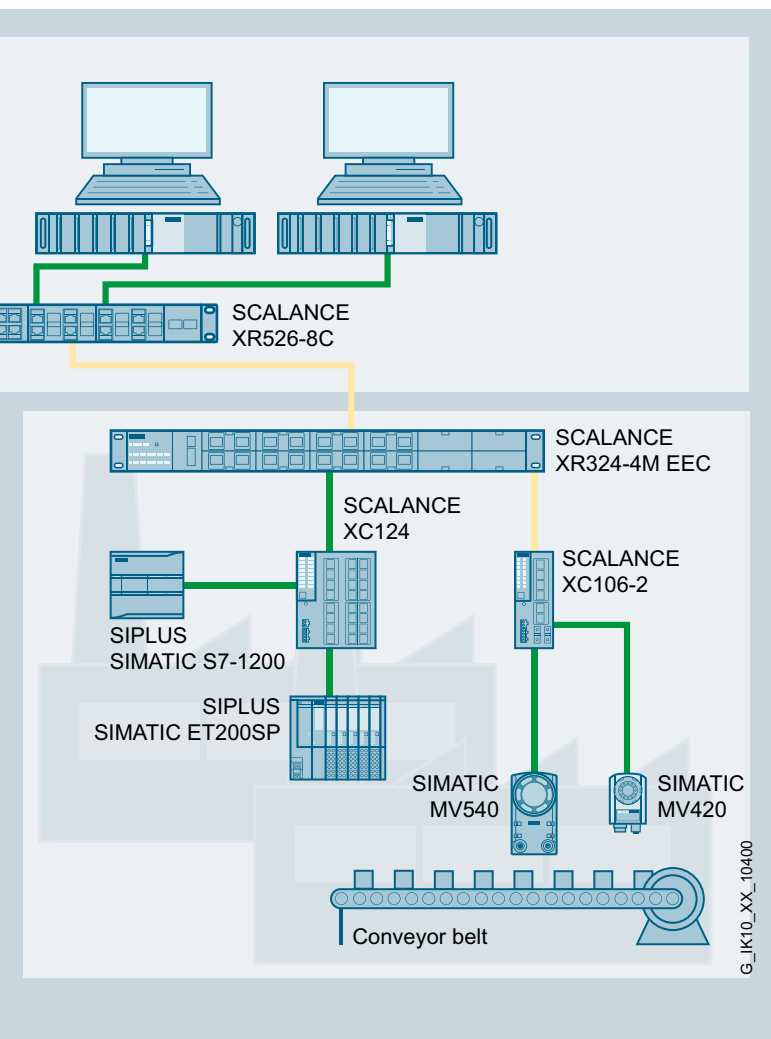 SCALANCE
XR526-8C
SCALANCE
XR324-4M EEC
SCALANCE
XC124
SCALANCE
XC106-2
SIPLUS
SIMATIC S7-1200
SIPLUS
SIMATIC ET200SP
SIMATIC
MV540
SIMATIC
MV420
Conveyor belt
G_IK10_XX_10400